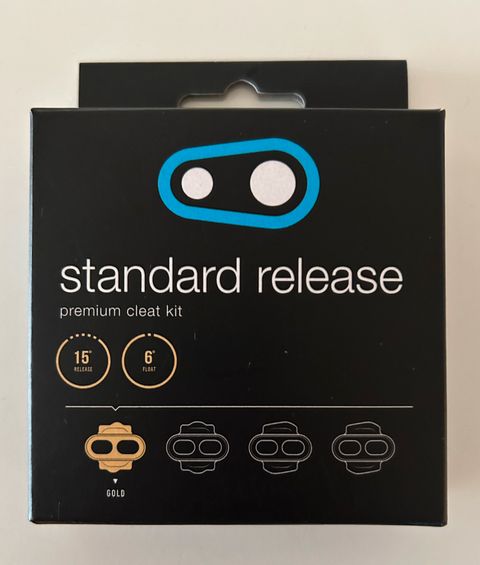 standard release
premium cleat kit
15°
RELEASE
6°
FLOAT
GOLD